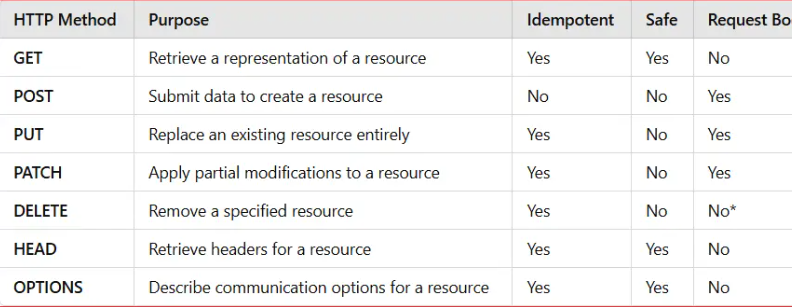 HTTP Method Purpose Idempotent Safe Request Bo
GET Retrieve a representation of a resource Yes Yes No
POST Submit data to create a resource No No Yes
PUT Replace an existing resource entirely Yes No Yes
PATCH Apply partial modifications to a resource Yes No Yes
DELETE Remove a specified resource Yes No No*
HEAD Retrieve headers for a resource Yes Yes No
OPTIONS Describe communication options for a resource Yes Yes No